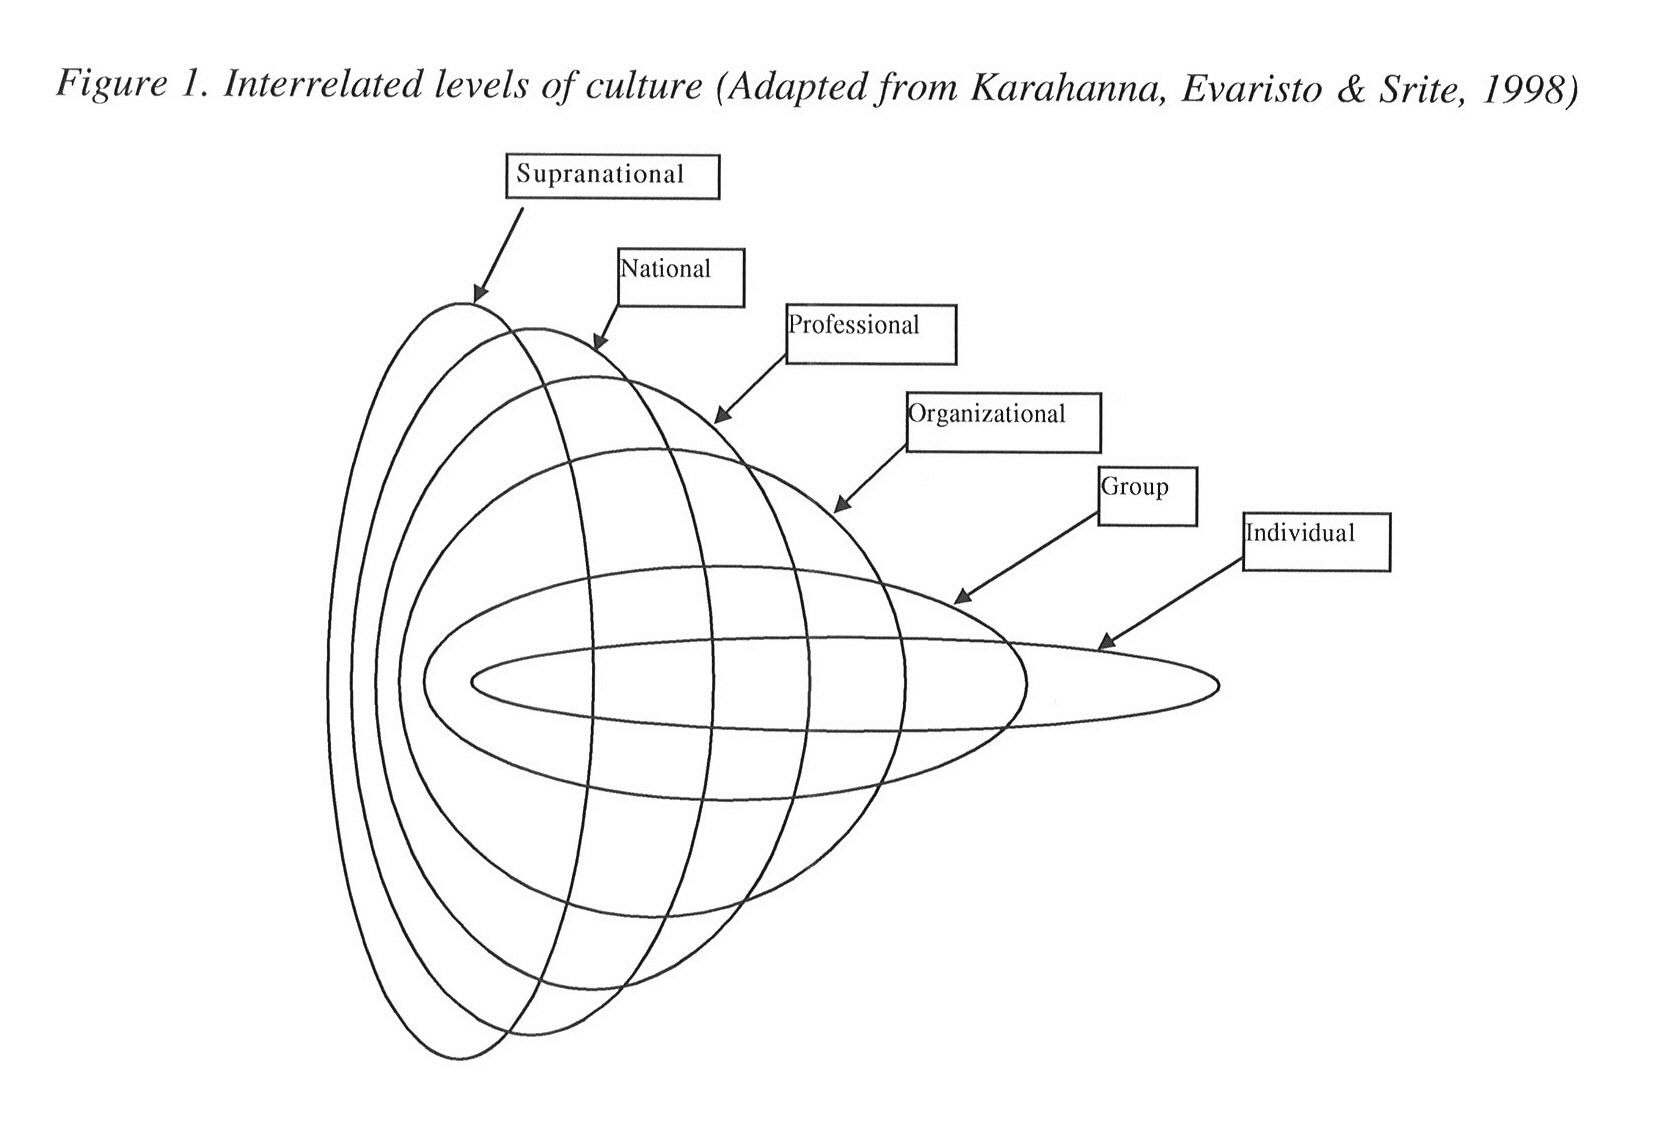 Figure 1. Interrelated levels of culture (Adapted from Karahanna, Evaristo & Srite, 1998)
Supranational
National
Professional
Organizational
Group
Individual